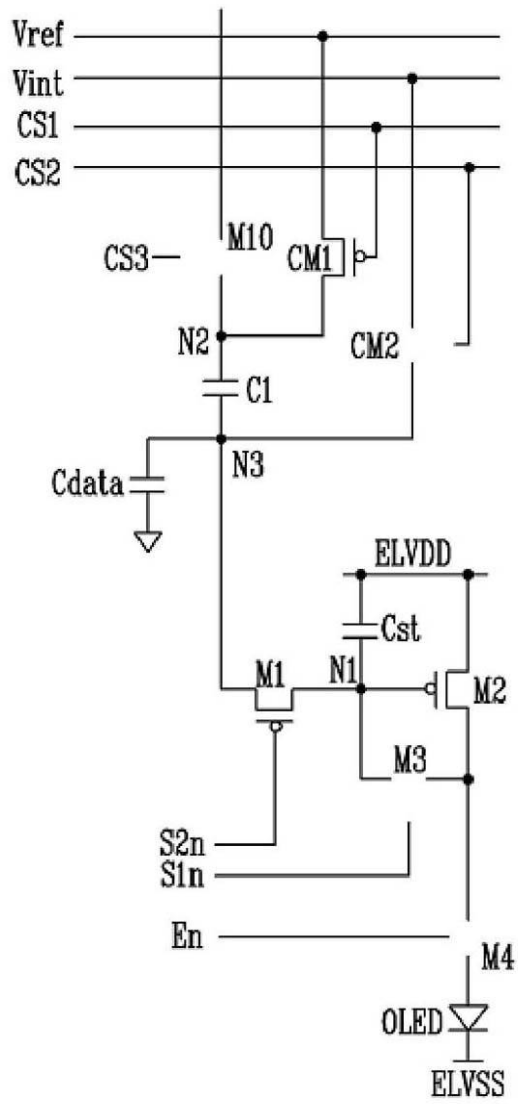 Vref
Vint
CS1
CS2
CS3
M10
CM1
N2
CM2
C1
N3
Cdata
ELVDD
Cst
M1
N1
M2
M3
S2n
S1n
En
M4
OLED
ELVSS